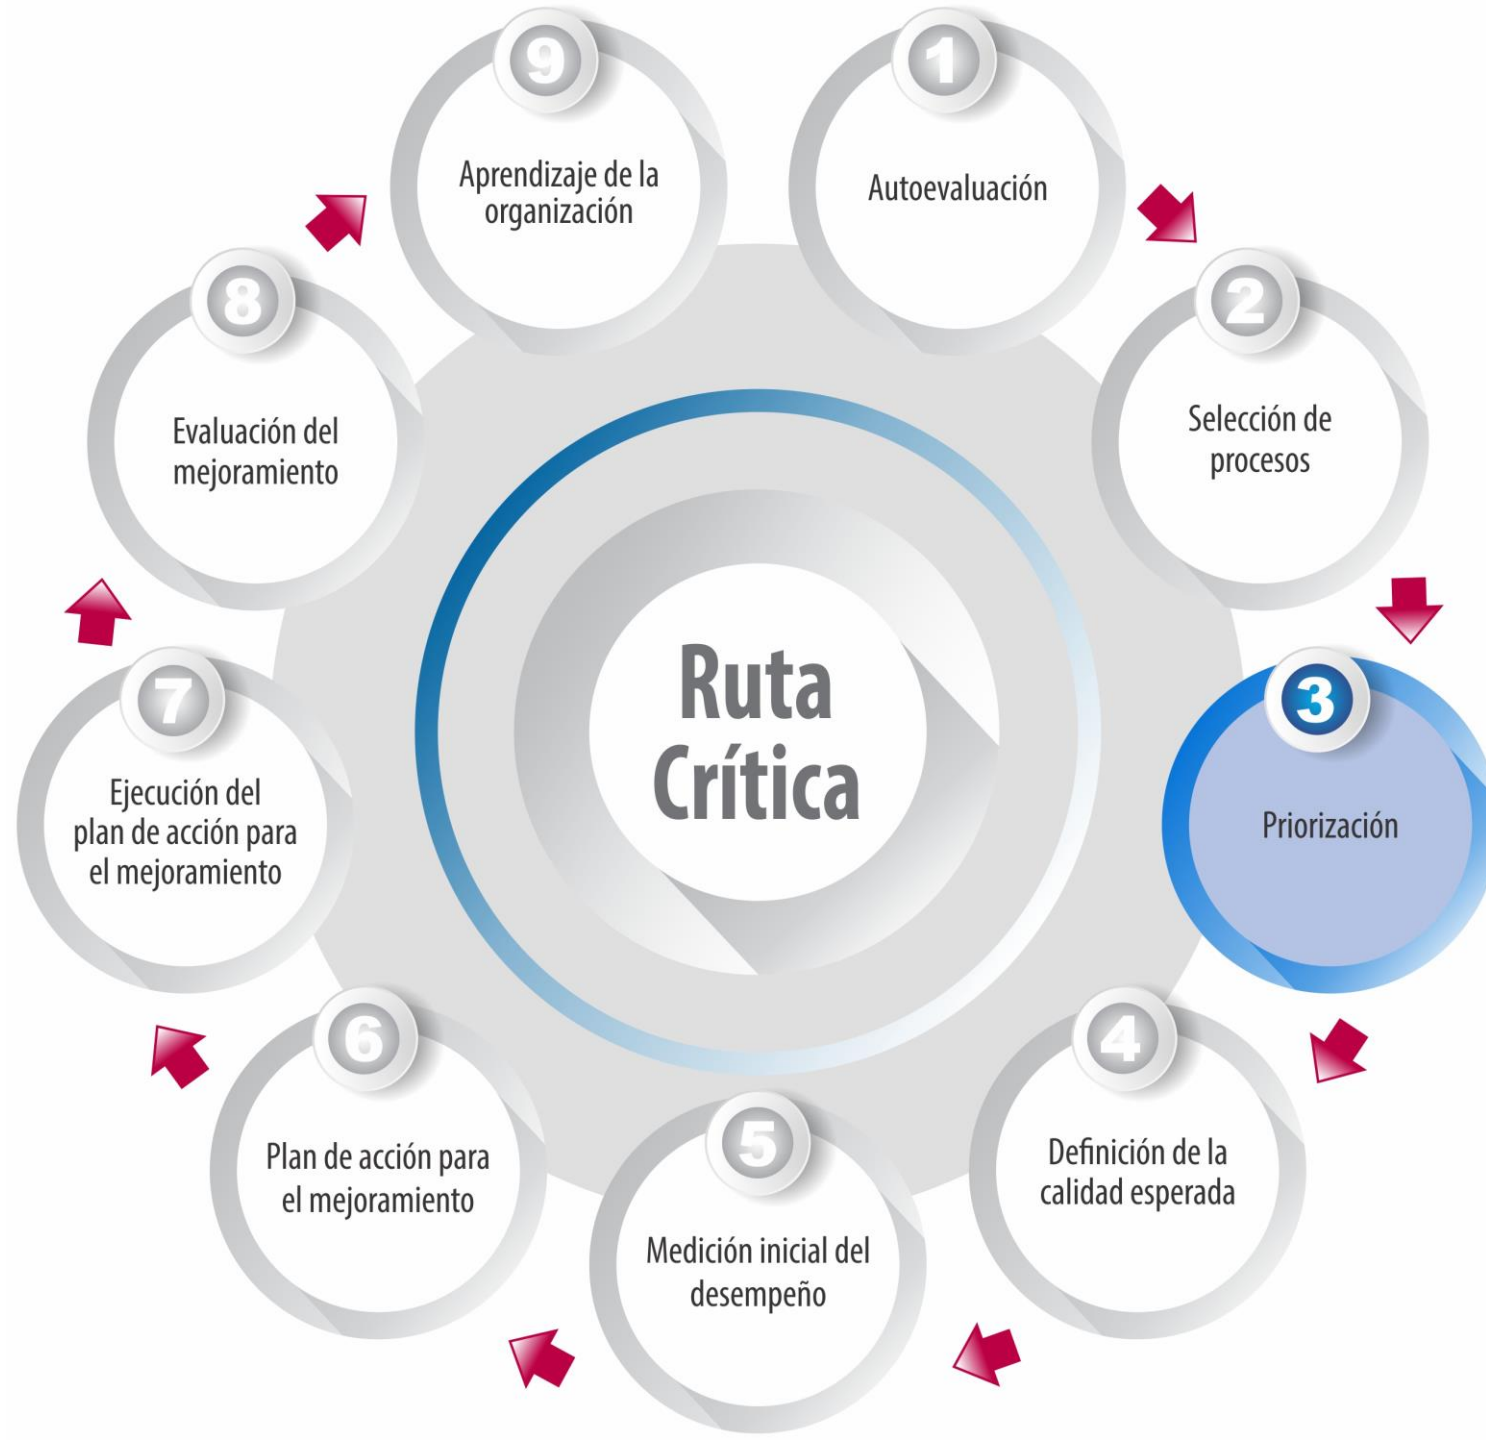 Ruta
Crítica
1
Autoevaluación
2
Selección de
procesos
3
Priorización
4
Definición de la
calidad esperada
5
Medición inicial del
desempeño
6
Plan de acción para
el mejoramiento
7
Ejecución del
plan de acción para
el mejoramiento
8
Evaluación del
mejoramiento
9
Aprendizaje de la
organización